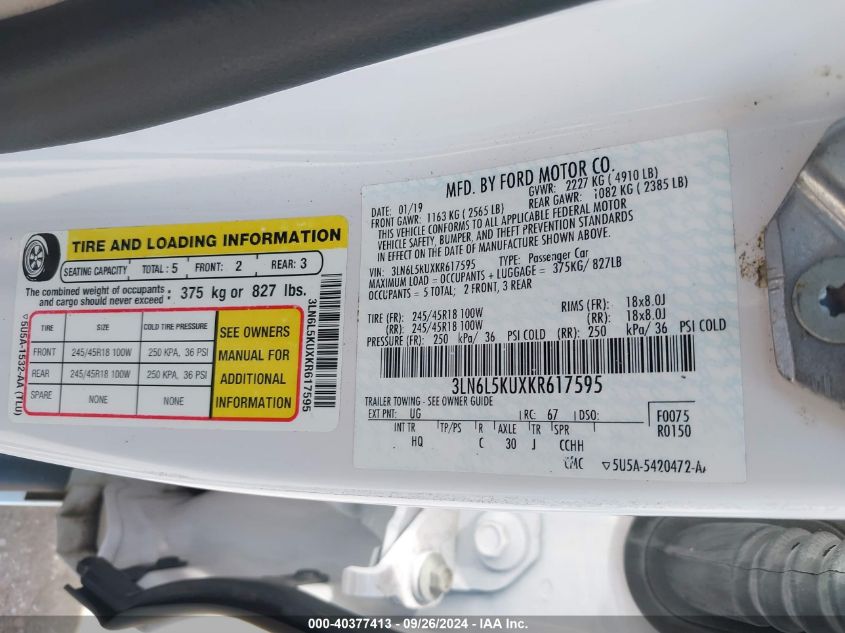 TIRE AND LOADING INFORMATION
SEATING CAPACITY TOTAL: 5 FRONT: 2 REAR: 3
The combined weight of occupants and cargo should never exceed : 375 kg or 827 lbs.
TIRE SIZE COLD TIRE PRESSURE
FRONT 245/45R18 100W 250 KPA, 36 PSI
REAR 245/45R18 100W 250 KPA, 36 PSI
SPARE NONE NONE
SEE OWNERS
MANUAL FOR
ADDITIONAL
INFORMATION
5U5A-1532-AA (TLU)
3LN6L5KUXKR617595
MFD. BY FORD MOTOR CO.
DATE: 01/19 GVWR: 2227 KG ( 4910 LB)
FRONT GAWR: 1163 KG ( 2565 LB) REAR GAWR: 1082 KG ( 2385 LB)
THIS VEHICLE CONFORMS TO ALL APPLICABLE FEDERAL MOTOR
VEHICLE SAFETY, BUMPER, AND THEFT PREVENTION STANDARDS
IN EFFECT ON THE DATE OF MANUFACTURE SHOWN ABOVE.
VIN: 3LN6L5KUXKR617595 TYPE: Passenger Car
MAXIMUM LOAD = OCCUPANTS + LUGGAGE = 375KG/ 827LB
OCCUPANTS = 5 TOTAL; 2 FRONT, 3 REAR
TIRE (FR): 245/45R18 100W RIMS (FR): 18x8.0J
(RR): 245/45R18 100W (RR): 18x8.0J
PRESSURE (FR): 250 kPa/ 36 PSI COLD (RR): 250 kPa/ 36 PSI COLD
3LN6L5KUXKR617595
TRAILER TOWING - SEE OWNER GUIDE
EXT PNT: UG RC: 67 DSO: F0075
INT TR TP/PS R AXLE TR SPR R0150
HQ C 30 J CCHH
CMC 5U5A-5420472-A
000-40377413 - 09/26/2024 - IAA Inc.